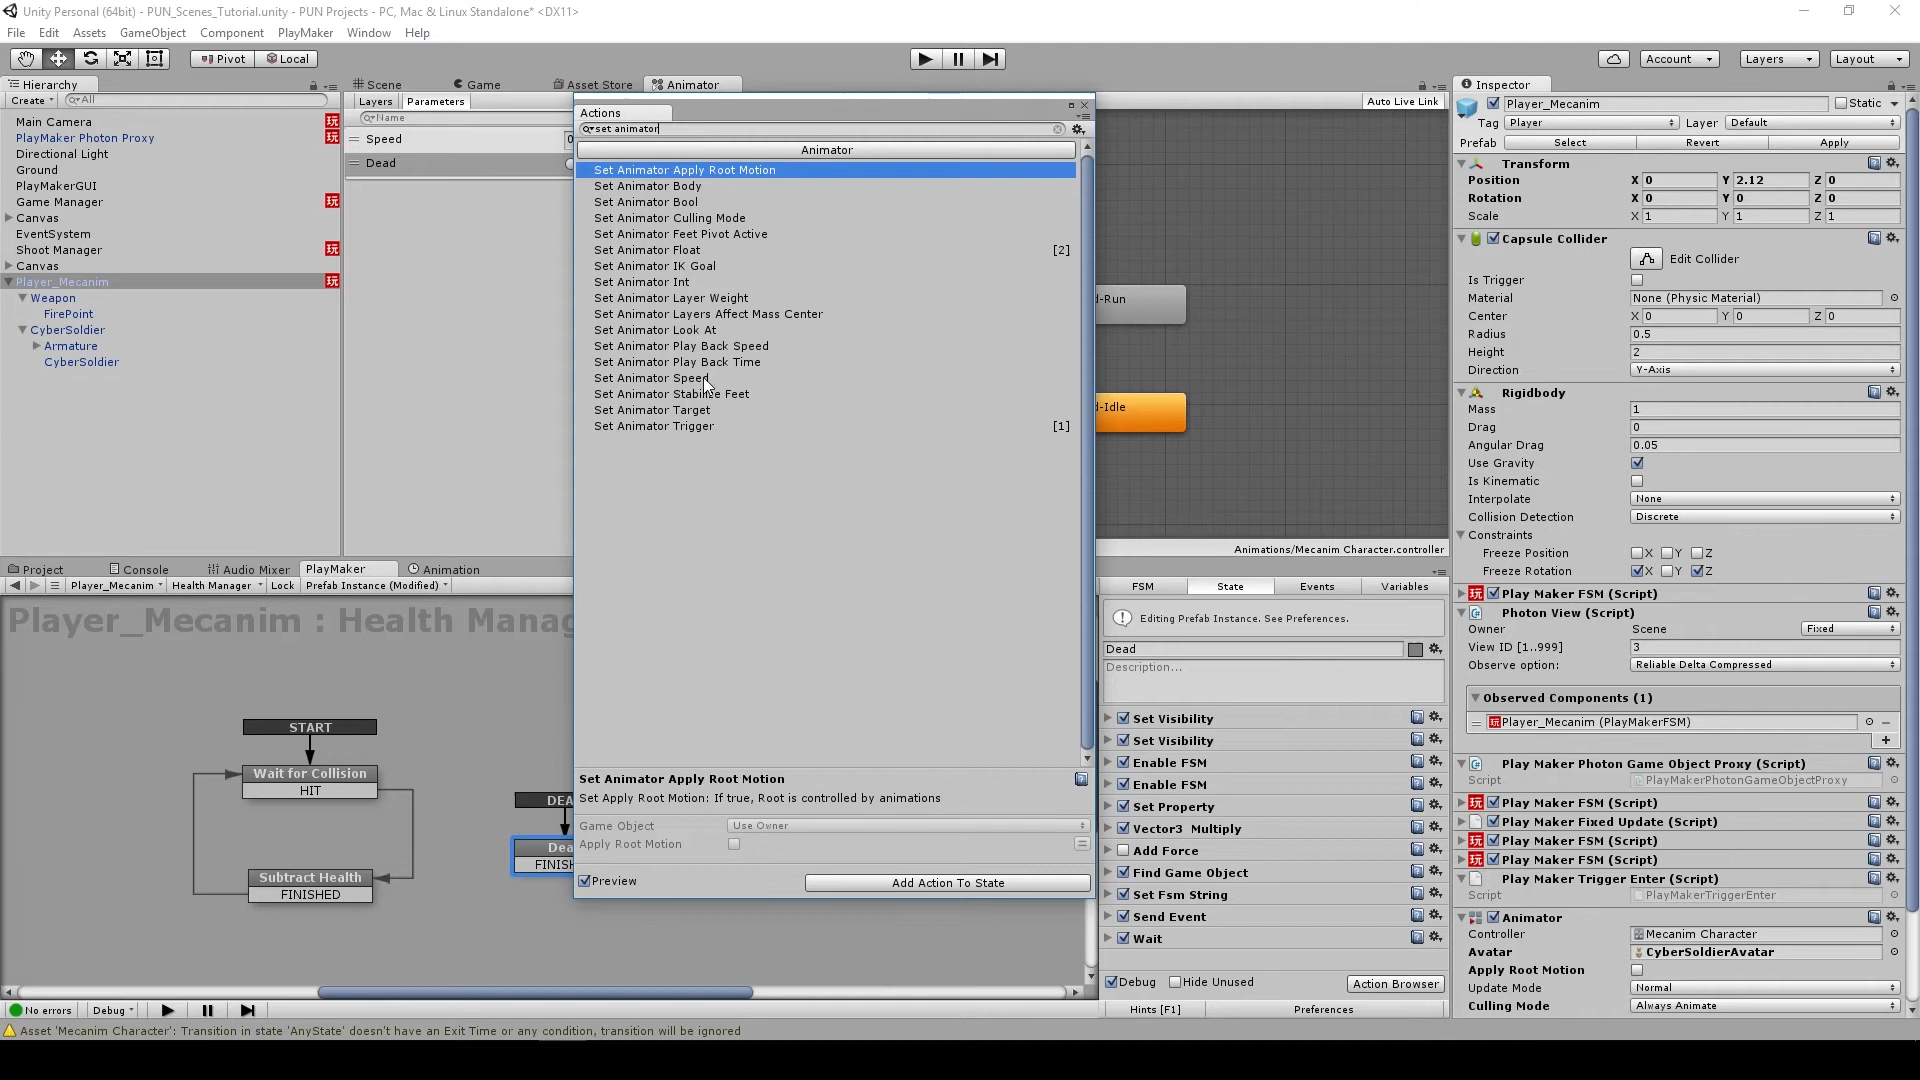 Unity Personal (64bit) - PUN_Scenes_Tutorial.unity - PUN Projects - PC, Mac & Linux Standalone* <DX11>
File Edit Assets GameObject Component PlayMaker Window Help
Pivot Local Account Layers Layout
Hierarchy
Create All
Main Camera
PlayMaker Photon Proxy
Directional Light
Ground
PlayMakerGUI
Game Manager
Canvas
EventSystem
Shoot Manager
Canvas
Player_Mecanim
Weapon
FirePoint
CyberSoldier
Armature
CyberSoldier
Scene Game Asset Store Animator
Layers Parameters Auto Live Link
Name
Speed
Dead
Actions
set animator
Animator
Set Animator Apply Root Motion
Set Animator Body
Set Animator Bool
Set Animator Culling Mode
Set Animator Feet Pivot Active
Set Animator Float [2]
Set Animator IK Goal
Set Animator Int
Set Animator Layer Weight
Set Animator Layers Affect Mass Center
Set Animator Look At
Set Animator Play Back Speed
Set Animator Play Back Time
Set Animator Speed
Set Animator Stabilize Feet
Set Animator Target
Set Animator Trigger [1]
Set Animator Apply Root Motion
Set Apply Root Motion: If true, Root is controlled by animations
Game Object Use Owner
Apply Root Motion
Preview Add Action To State
d-Run
d-Idle
Animations/Mecanim Character.controller
Project Console Audio Mixer PlayMaker Animation
Player_Mecanim Health Manager Lock Prefab Instance (Modified)
Player_Mecanim : Health Manag
START
Wait for Collision
HIT
Subtract Health
FINISHED
DEA
Dea
FINISH
No errors Debug
Asset 'Mecanim Character': Transition in state 'AnyState' doesn't have an Exit Time or any condition, transition will be ignored
FSM State Events Variables
Editing Prefab Instance. See Preferences.
Dead
Description...
Set Visibility
Set Visibility
Enable FSM
Enable FSM
Set Property
Vector3 Multiply
Add Force
Find Game Object
Set Fsm String
Send Event
Wait
Debug Hide Unused Action Browser
Hints [F1] Preferences
Inspector
Player_Mecanim Static
Tag Player Layer Default
Prefab Select Revert Apply
Transform
Position X 0 Y 2.12 Z 0
Rotation X 0 Y 0 Z 0
Scale X 1 Y 1 Z 1
Capsule Collider
Edit Collider
Is Trigger
Material None (Physic Material)
Center X 0 Y 0 Z 0
Radius 0.5
Height 2
Direction Y-Axis
Rigidbody
Mass 1
Drag 0
Angular Drag 0.05
Use Gravity
Is Kinematic
Interpolate None
Collision Detection Discrete
Constraints
Freeze Position X Y Z
Freeze Rotation X Y Z
Play Maker FSM (Script)
Photon View (Script)
Owner Scene Fixed
View ID [1..999] 3
Observe option: Reliable Delta Compressed
Observed Components (1)
Player_Mecanim (PlayMakerFSM)
Play Maker Photon Game Object Proxy (Script)
Script PlayMakerPhotonGameObjectProxy
Play Maker FSM (Script)
Play Maker Fixed Update (Script)
Play Maker FSM (Script)
Play Maker FSM (Script)
Play Maker Trigger Enter (Script)
Script PlayMakerTriggerEnter
Animator
Controller Mecanim Character
Avatar CyberSoldierAvatar
Apply Root Motion
Update Mode Normal
Culling Mode Always Animate